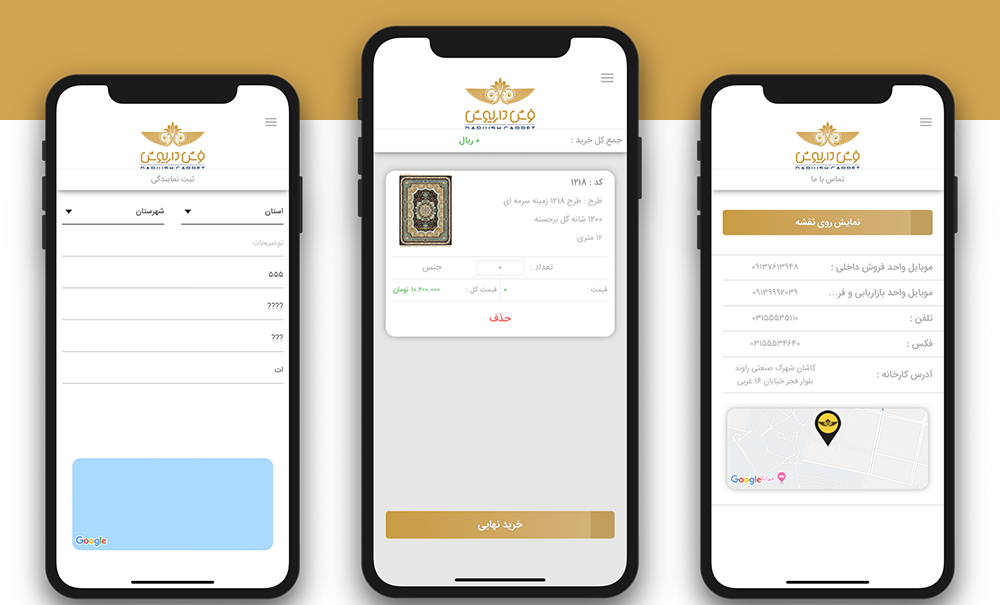 فرش داریوش
DARIUSH CARPET
ثبت نمایندگی
استان
شهرستان
توضیحات
۵۵۵
????
???
ات
Google
فرش داریوش
DARIUSH CARPET
جمع کل خرید : ۰ ریال
کد : ۱۲۱۸
طرح : طرح ۱۲۱۸ زمینه سرمه ای
۱۲۰۰ شانه گل برجسته
۱۲ متری
تعداد : ۰ جنس
قیمت : ۰ قیمت کل : ۱۰.۲۰۰.۰۰۰ تومان
حذف
خرید نهایی
فرش داریوش
DARIUSH CARPET
تماس با ما
نمایش روی نقشه
موبایل واحد فروش داخلی : ۰۹۱۳۷۶۱۳۹۴۸
موبایل واحد بازاریابی و فر... ۰۹۱۳۹۹۲۰۳۹
تلفن : ۰۳۱۵۵۵۳۵۱۱۰
فکس : ۰۳۱۵۵۵۳۴۶۴۰
آدرس کارخانه : کاشان-شهرک صنعتی راوند
بلوار فجر خیابان ۱۶ غربی
Google